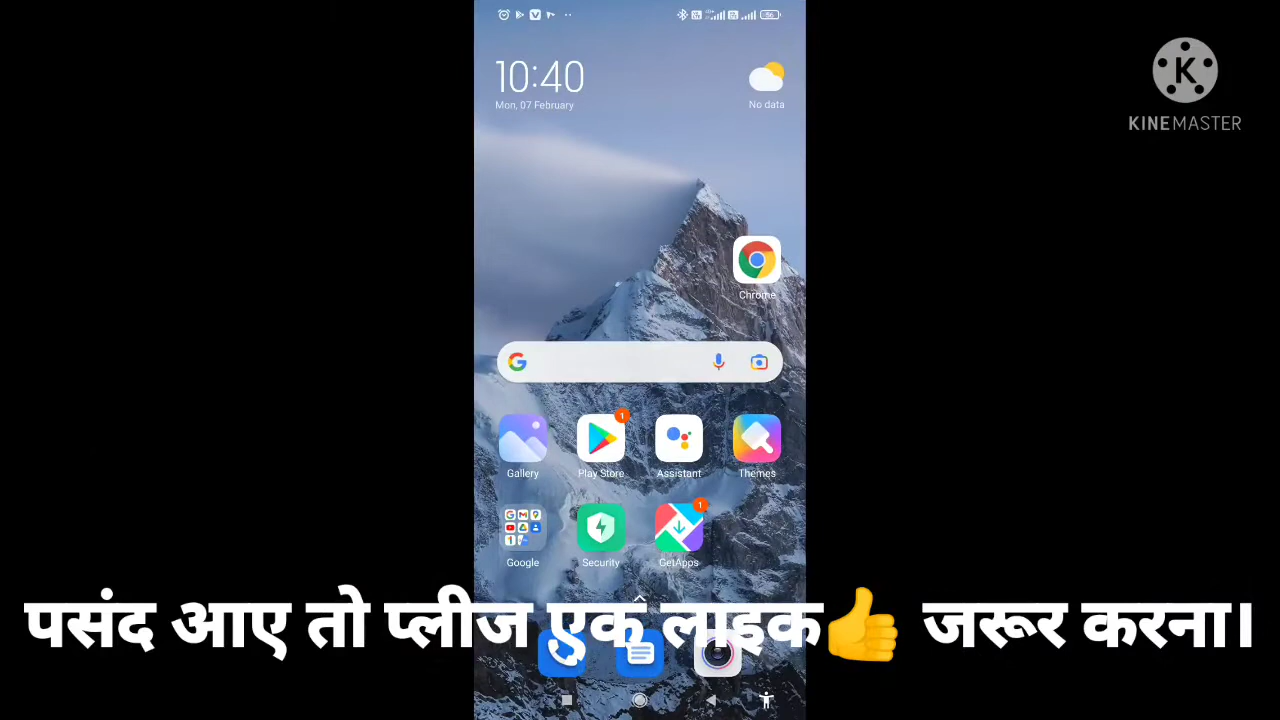 10:40
Mon, 07 February
No data
K
KINEMASTER
Chrome
Gallery
Play Store
Assistant
Themes
Google
Security
GetApps
पसंद आए तो प्लीज एक लाइक👍 जरूर करना।